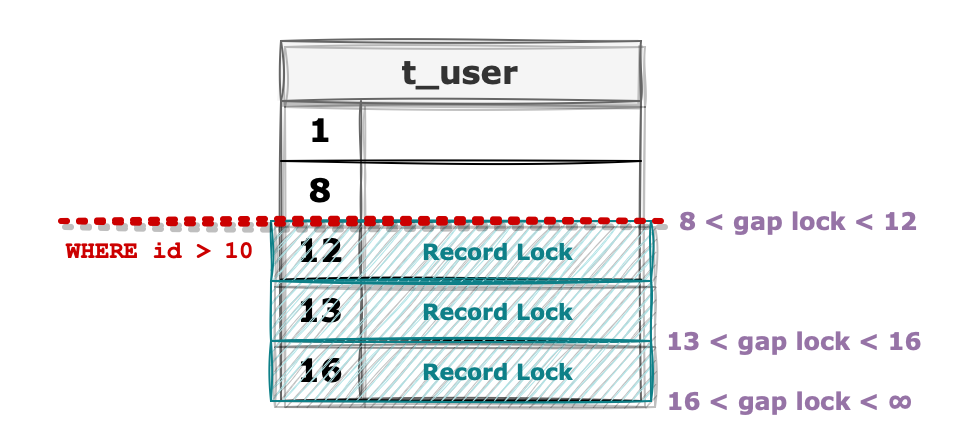 t_user
1
8
8 < gap lock < 12
WHERE id > 10
12 Record Lock
13 Record Lock
13 < gap lock < 16
16 Record Lock
16 < gap lock < ∞